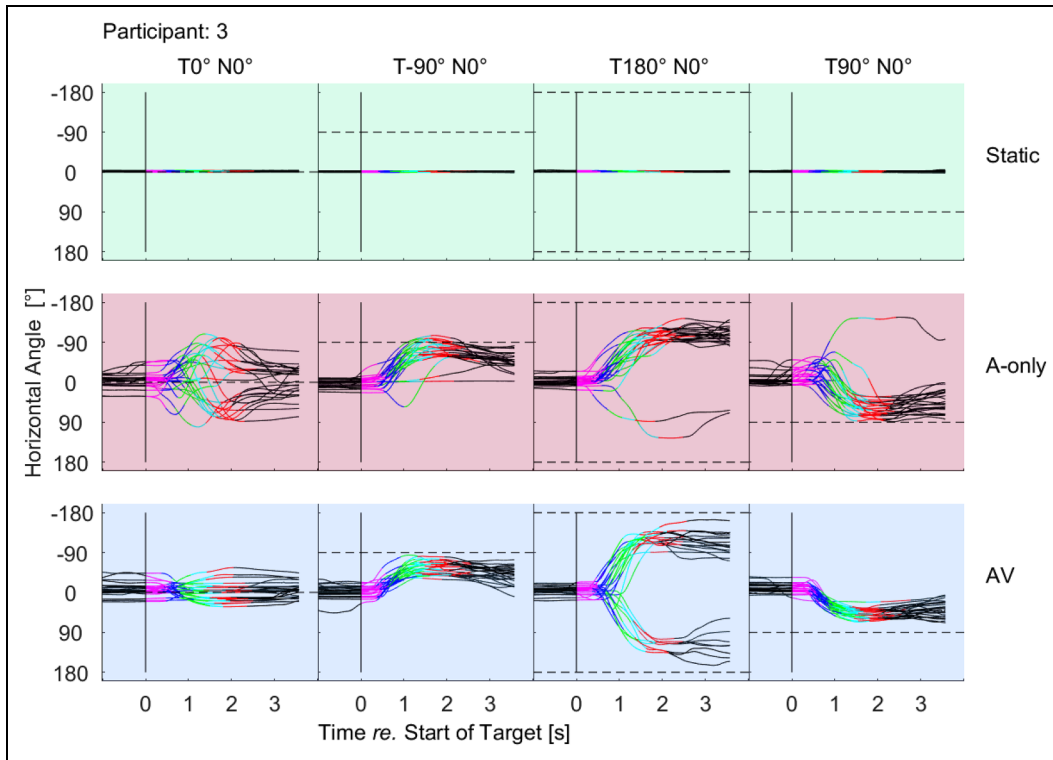 Participant: 3
T0° N0° T-90° N0° T180° N0° T90° N0°
-180
-90
0
90
180
Static
-180
-90
0
90
180
A-only
-180
-90
0
90
180
AV
Horizontal Angle [°]
0 1 2 3 0 1 2 3 0 1 2 3 0 1 2 3
Time re. Start of Target [s]